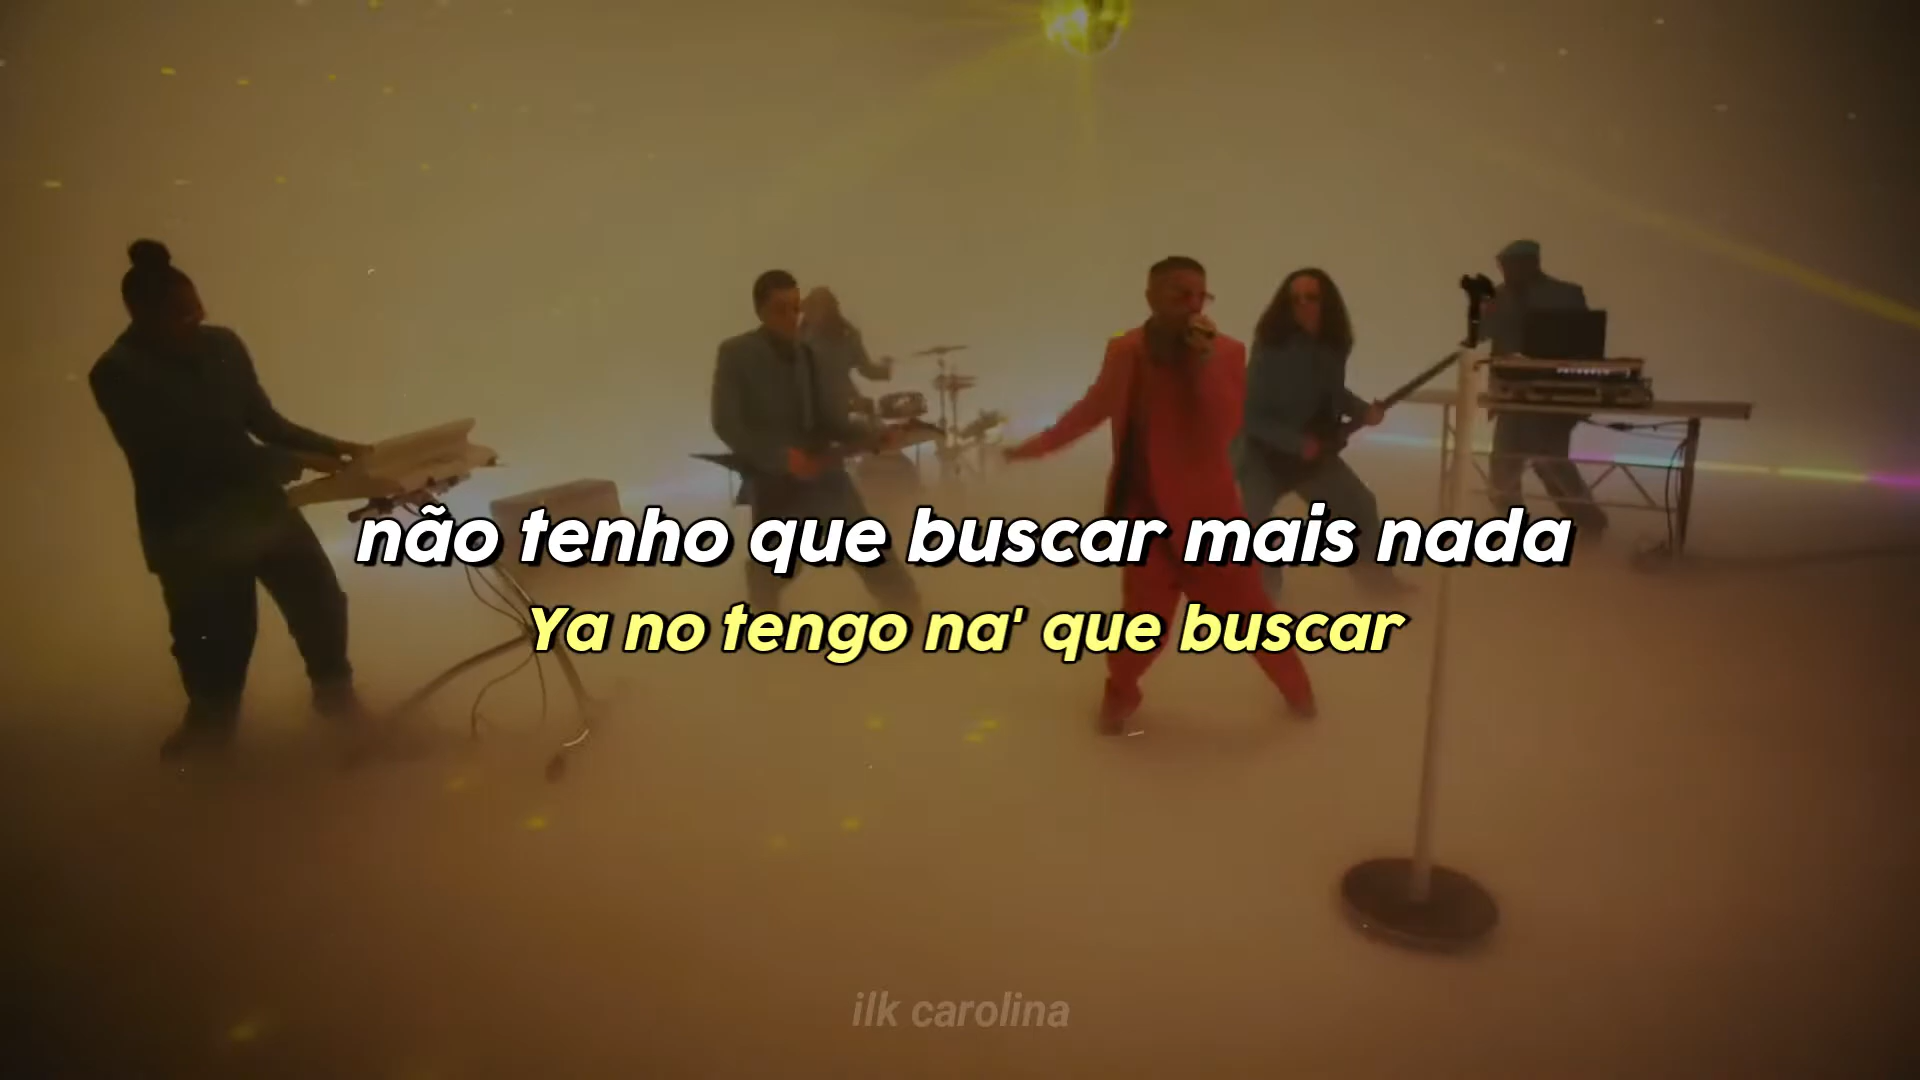 não tenho que buscar mais nada
Ya no tengo na' que buscar
ilk carolina